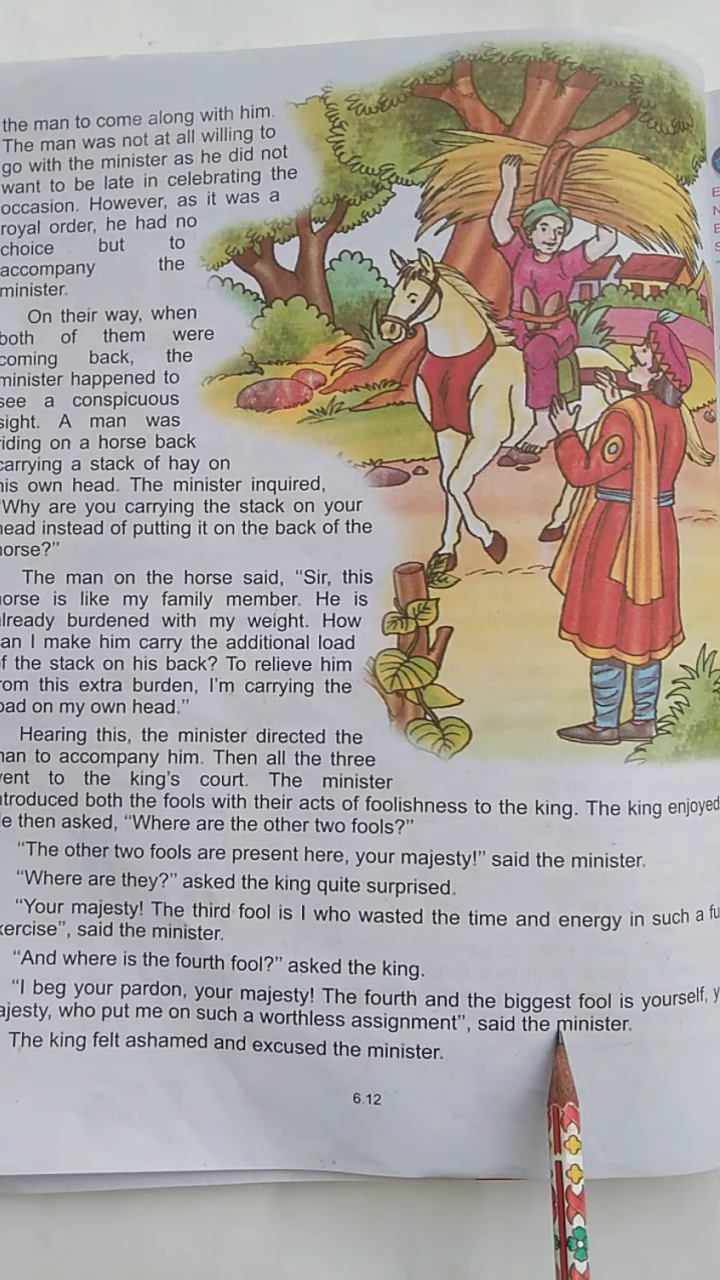 the man to come along with him.
The man was not at all willing to
go with the minister as he did not
want to be late in celebrating the
occasion. However, as it was a
royal order, he had no
choice but to
accompany the
minister.
On their way, when
both of them were
coming back, the
minister happened to
see a conspicuous
sight. A man was
riding on a horse back
carrying a stack of hay on
his own head. The minister inquired,
"Why are you carrying the stack on your
head instead of putting it on the back of the
horse?"
The man on the horse said, "Sir, this
horse is like my family member. He is
already burdened with my weight. How
can I make him carry the additional load
of the stack on his back? To relieve him
from this extra burden, I'm carrying the
load on my own head."
Hearing this, the minister directed the
man to accompany him. Then all the three
went to the king's court. The minister
introduced both the fools with their acts of foolishness to the king. The king enjoyed
He then asked, "Where are the other two fools?"
"The other two fools are present here, your majesty!" said the minister.
"Where are they?" asked the king quite surprised.
"Your majesty! The third fool is I who wasted the time and energy in such a
exercise", said the minister.
"And where is the fourth fool?" asked the king.
"I beg your pardon, your majesty! The fourth and the biggest fool is yourself,
majesty, who put me on such a worthless assignment", said the minister.
The king felt ashamed and excused the minister.
6.12